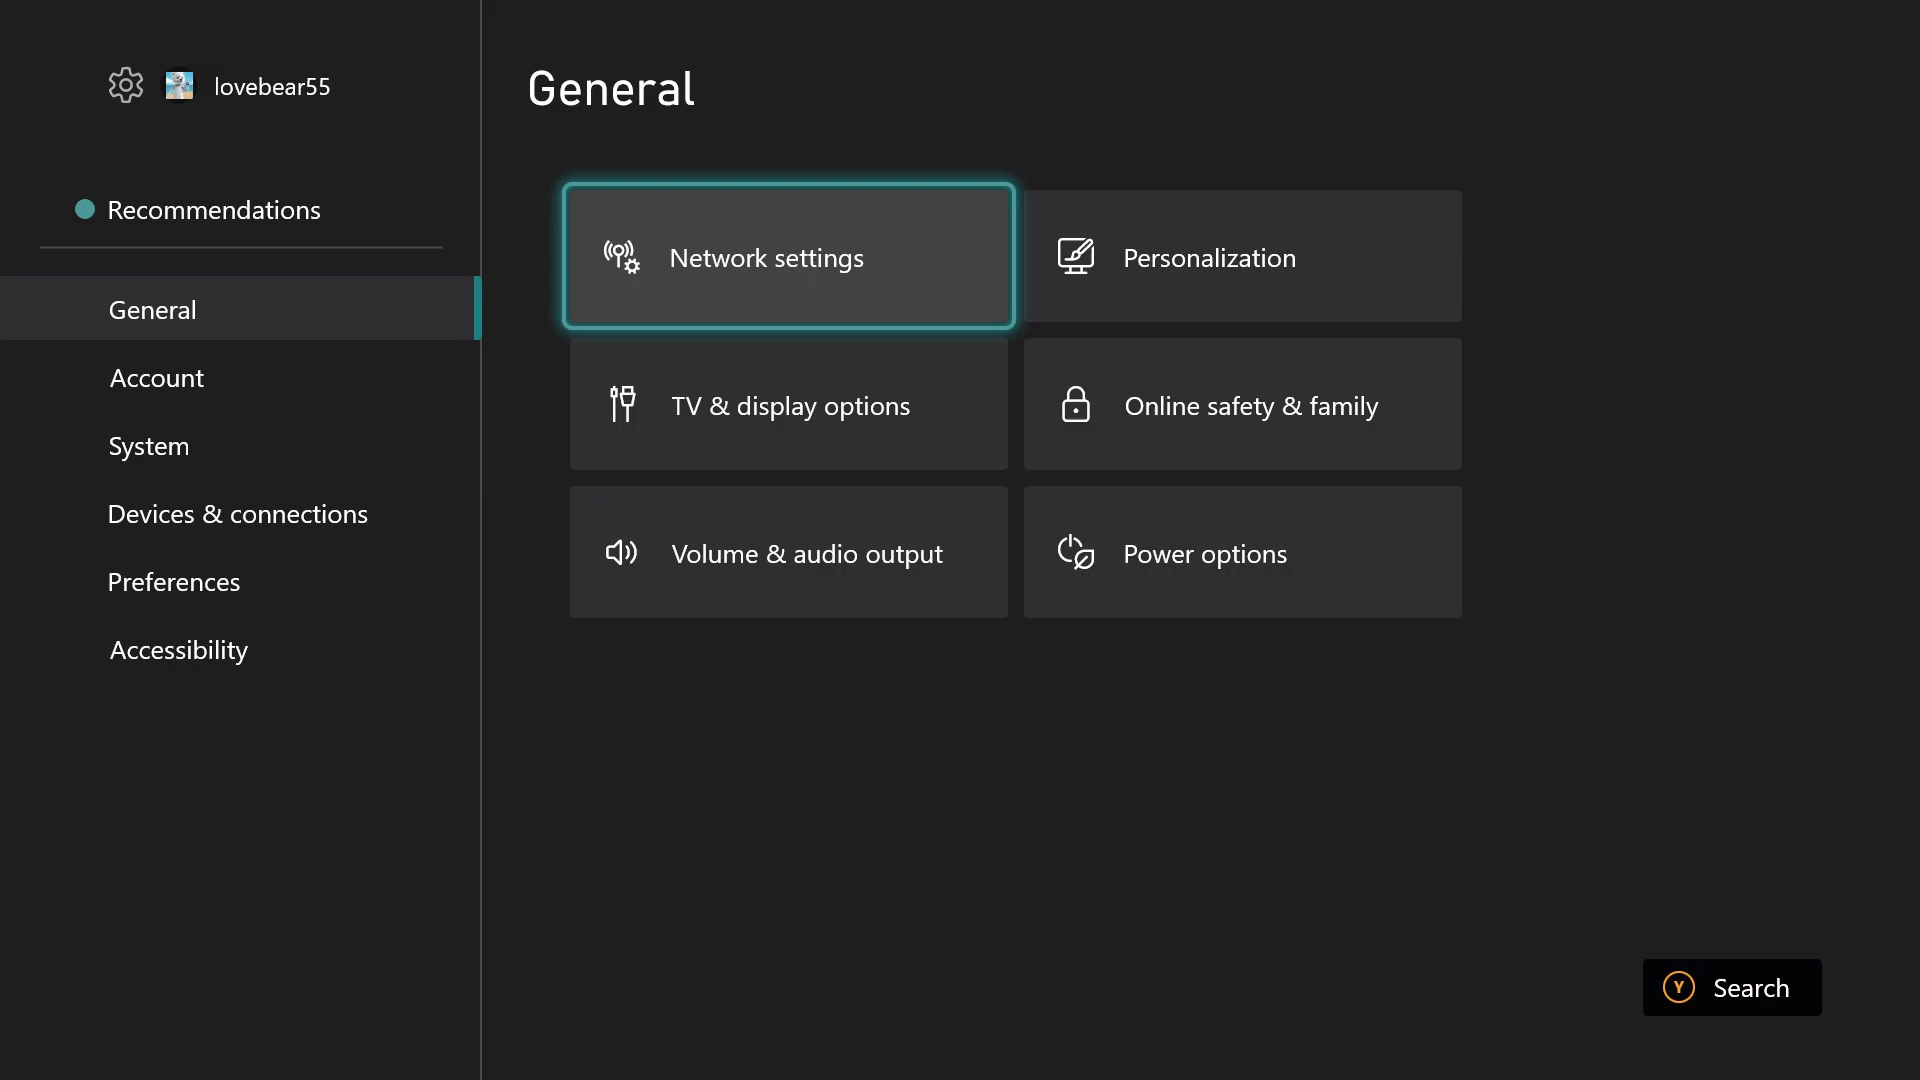 lovebear55
Recommendations
General
Account
System
Devices & connections
Preferences
Accessibility
General
Network settings
Personalization
TV & display options
Online safety & family
Volume & audio output
Power options
Y Search